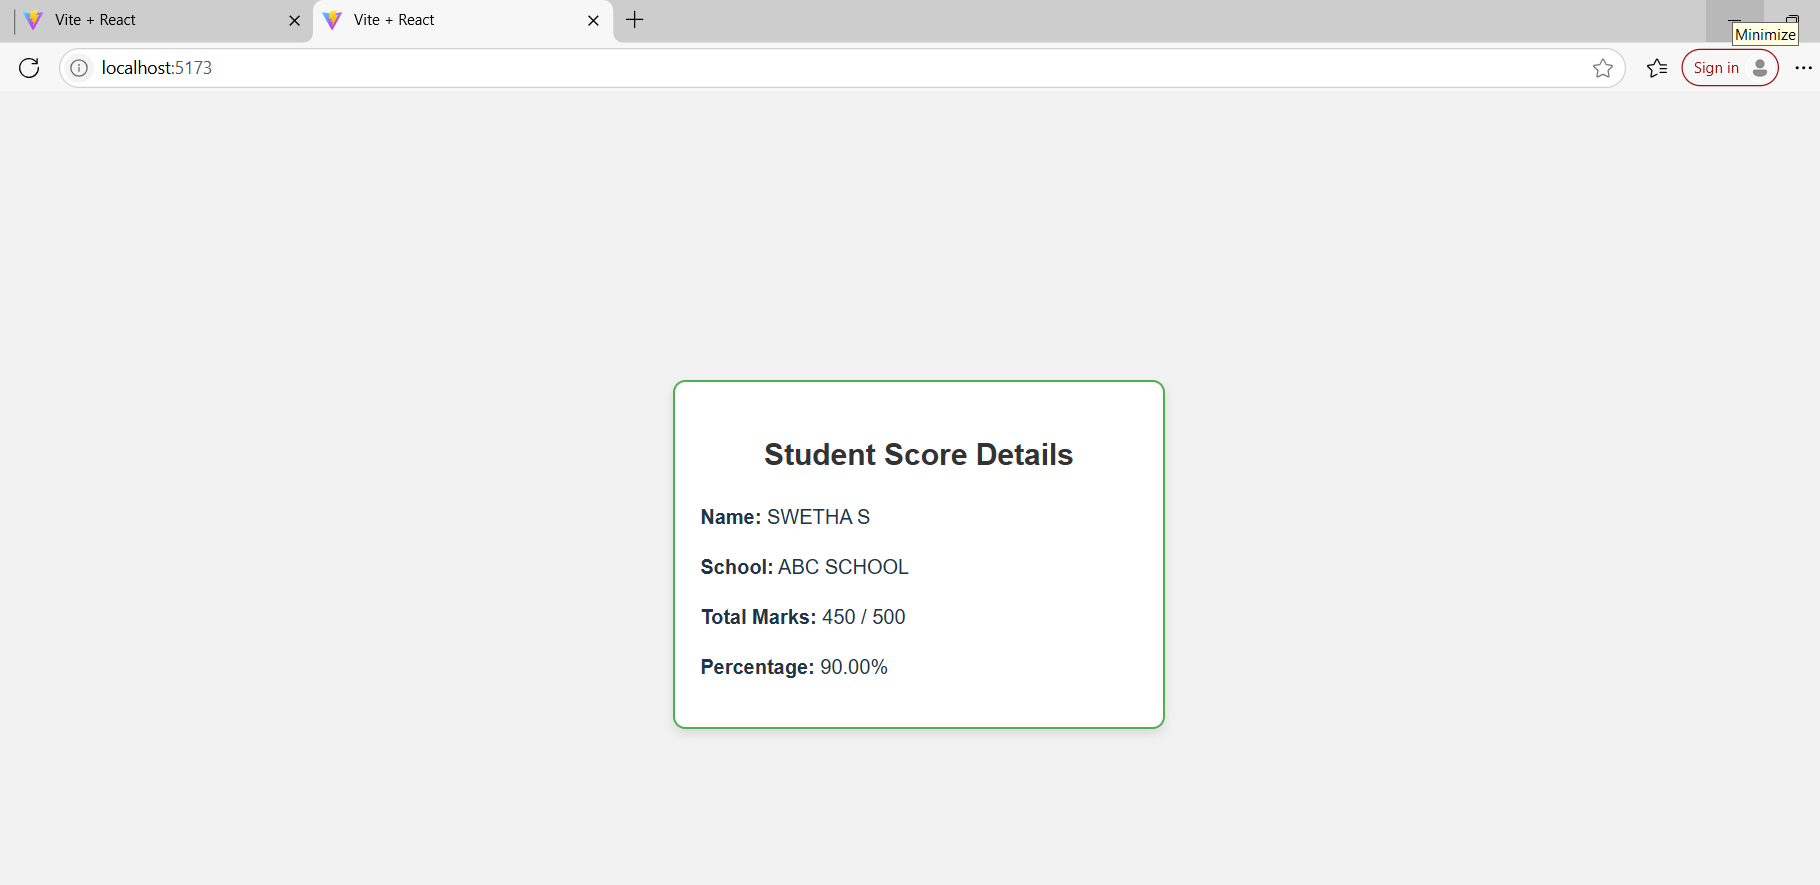 Vite + React
Vite + React
Minimize
localhost:5173
Sign in
Student Score Details
Name: SWETHA S
School: ABC SCHOOL
Total Marks: 450 / 500
Percentage: 90.00%